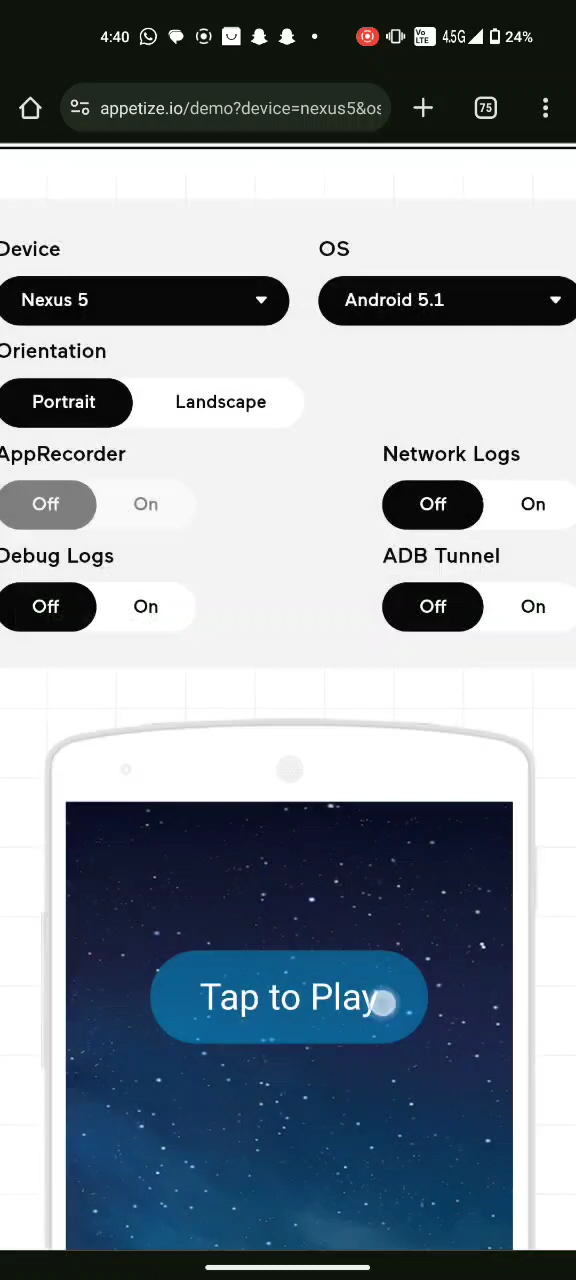 4:40 Vo LTE 4.5G 24%
appetize.io/demo?device=nexus5&os 75
Device OS
Nexus 5 Android 5.1
Orientation
Portrait Landscape
AppRecorder Network Logs
Off On Off On
Debug Logs ADB Tunnel
Off On Off On
Tap to Play